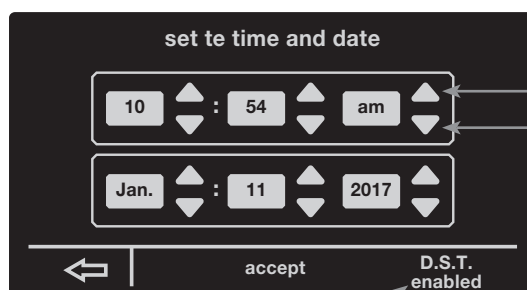 set te time and date
10 : 54 am
Jan. : 11 2017
accept
D.S.T.
enabled